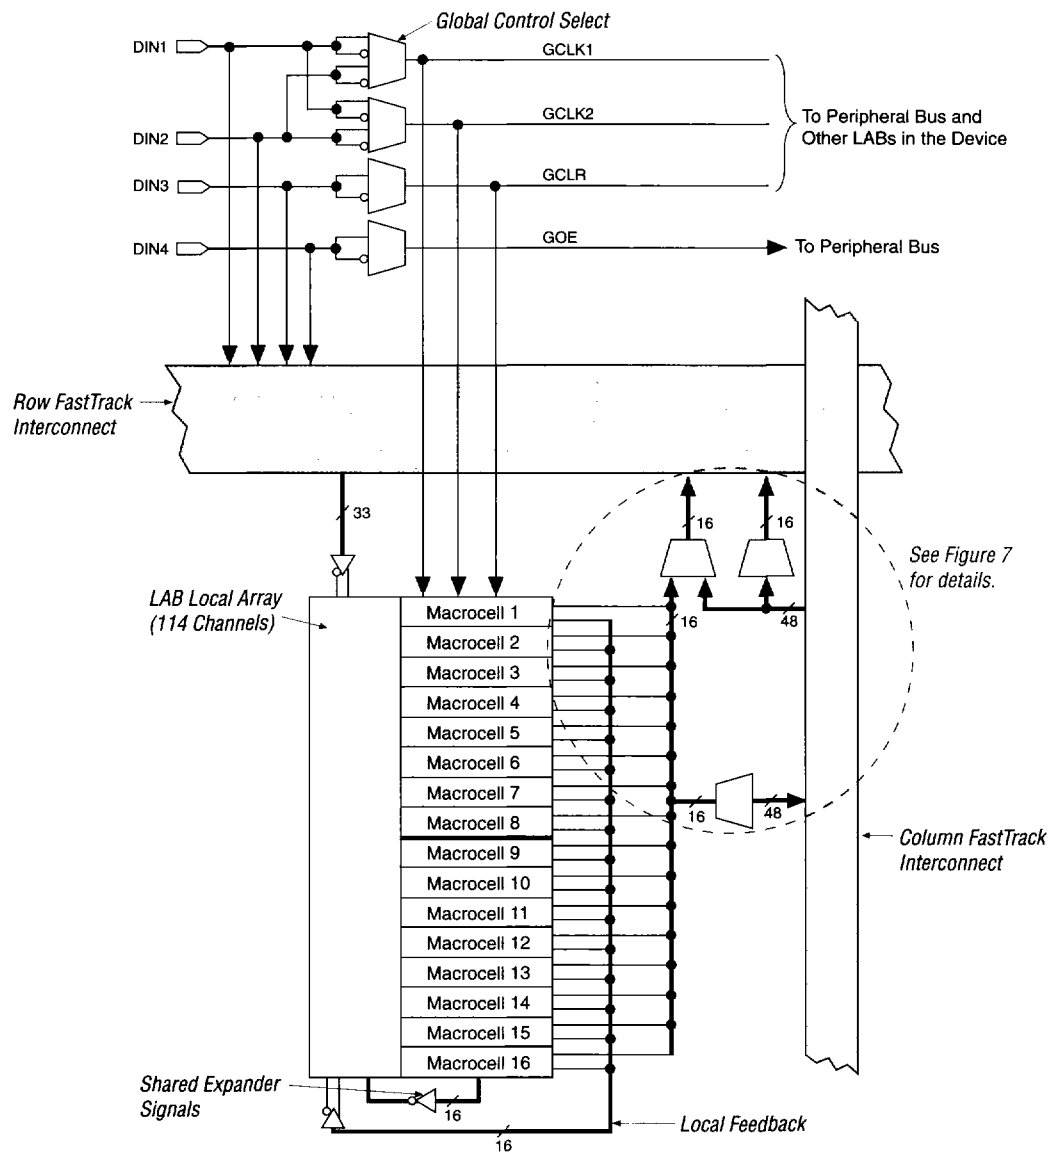 Global Control Select
DIN1
GCLK1
GCLK2
To Peripheral Bus and
Other LABs in the Device
DIN2
DIN3
GCLR
DIN4
GOE
To Peripheral Bus
Row FastTrack
Interconnect
33
16
16
See Figure 7
for details.
LAB Local Array
(114 Channels)
16
48
Macrocell 1
Macrocell 2
Macrocell 3
Macrocell 4
Macrocell 5
Macrocell 6
Macrocell 7
Macrocell 8
16
48
Column FastTrack
Interconnect
Macrocell 9
Macrocell 10
Macrocell 11
Macrocell 12
Macrocell 13
Macrocell 14
Macrocell 15
Macrocell 16
Shared Expander
Signals
16
Local Feedback
16